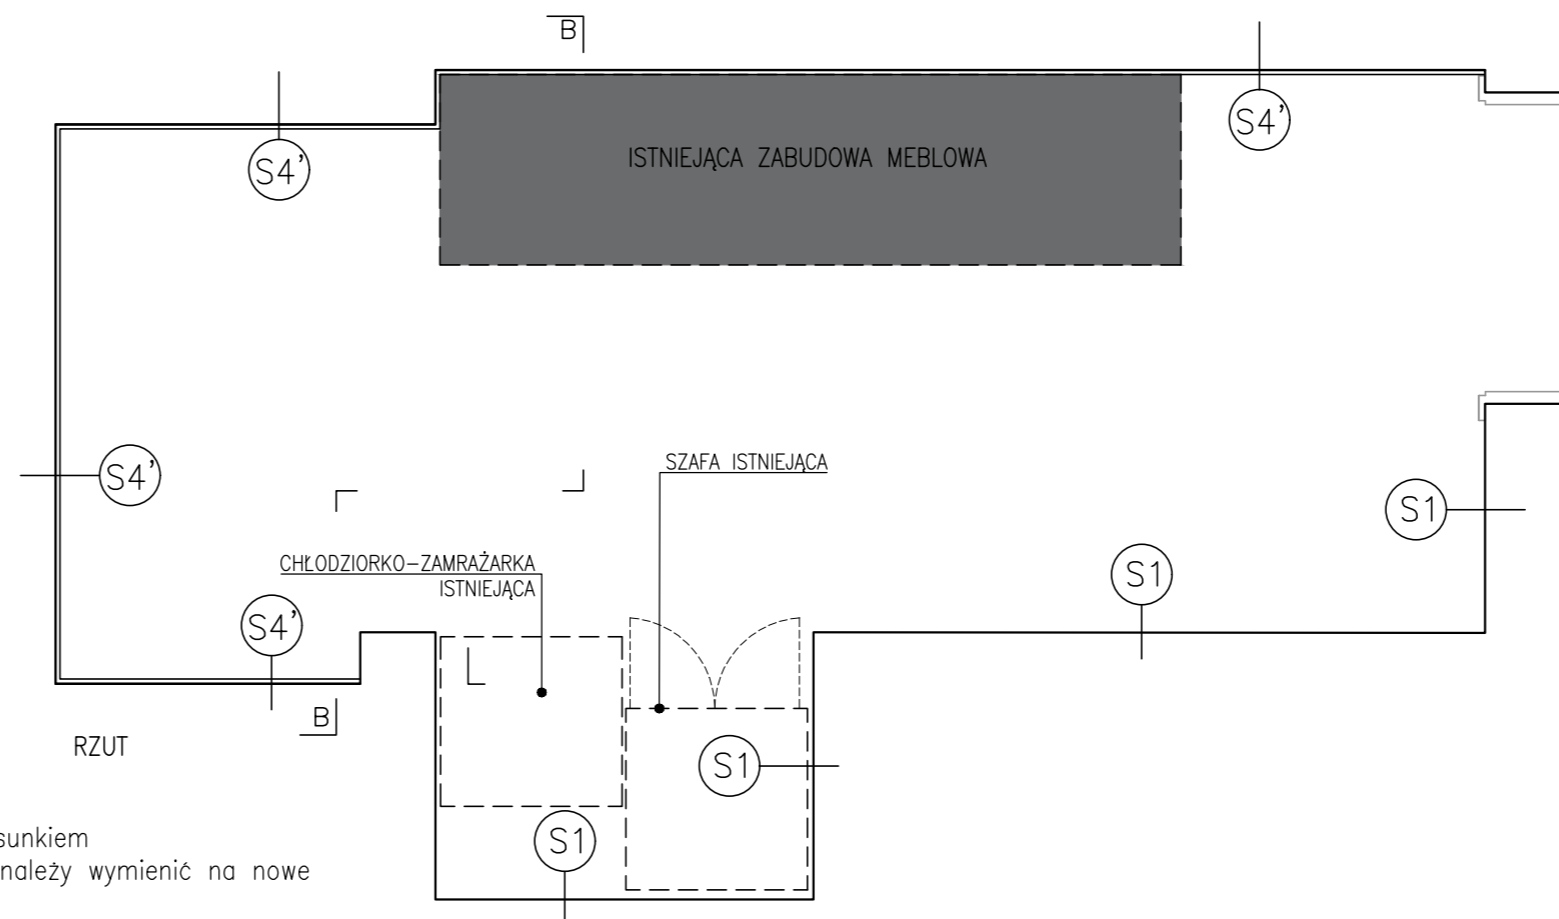 B
S4'
S4'
ISTNIEJĄCA ZABUDOWA MEBLOWA
S4'
SZAFA ISTNIEJĄCA
S1
CHŁODZIORKO-ZAMRAŻARKA
ISTNIEJĄCA
S1
S4'
B
RZUT
S1
S1
sunkiem
należy wymienić na nowe